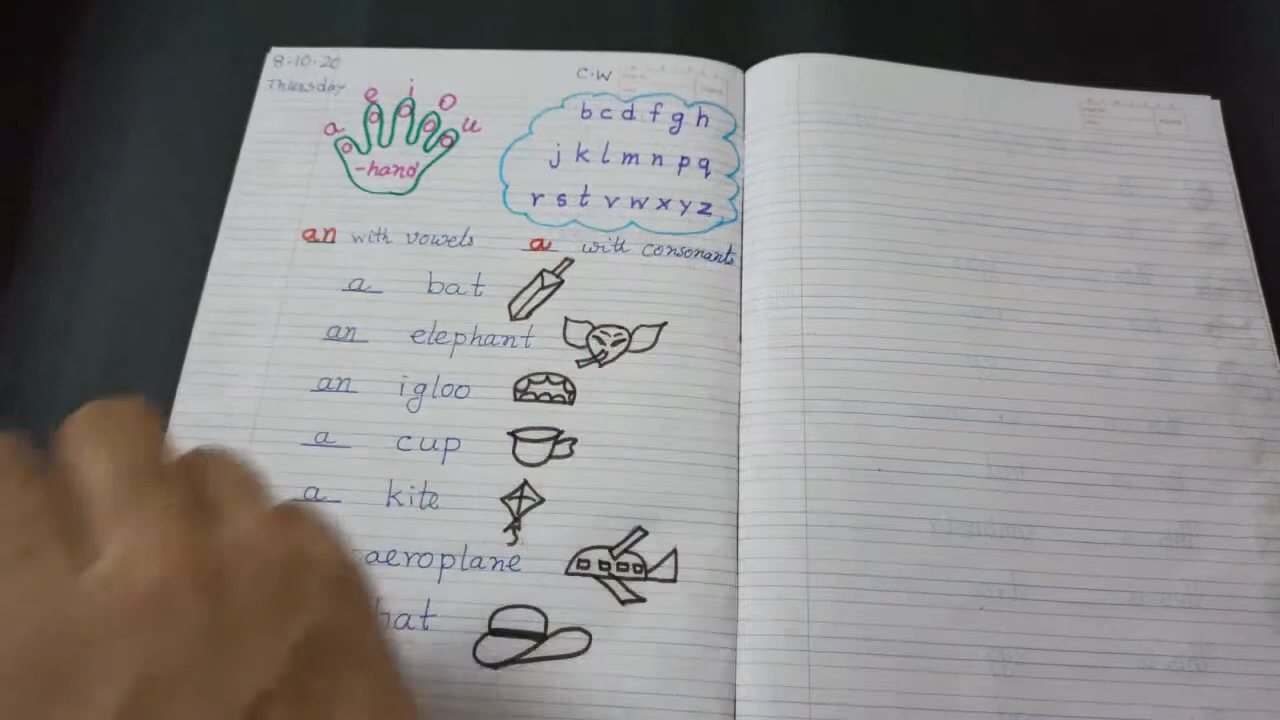 8-10-20
Thursday
C.W
a e i o u
-hand
b c d f g h
j k l m n p q
r s t v w x y z
an with vowels a with consonants
a bat
an elephant
an igloo
a cup
a kite
aeroplane
hat